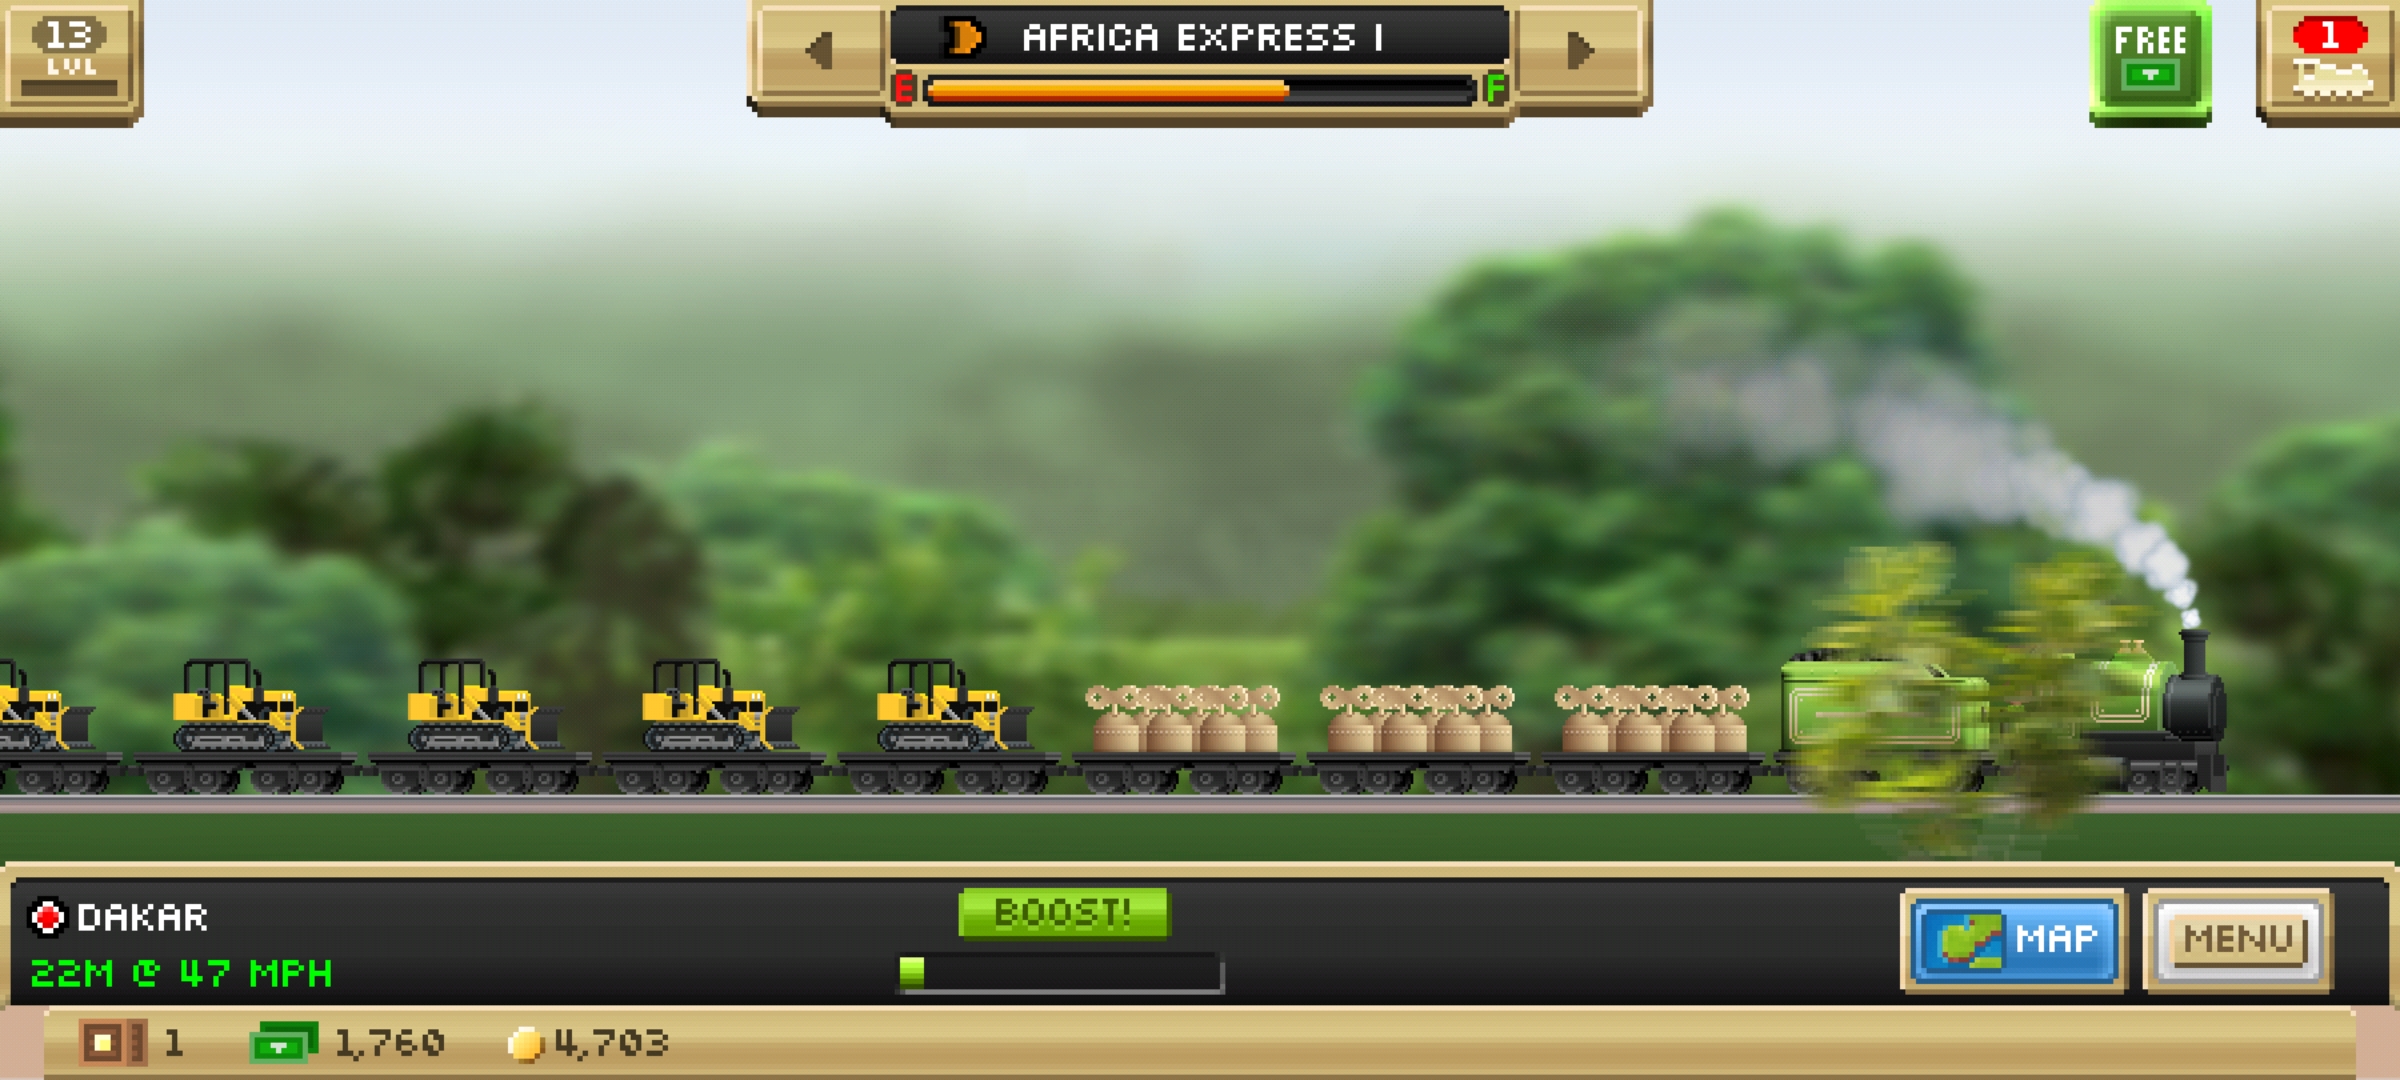 13
LVL
AFRICA EXPRESS I
E F
FREE
1
DAKAR
22M @ 47 MPH
BOOST!
MAP
MENU
1
1,760
4,703